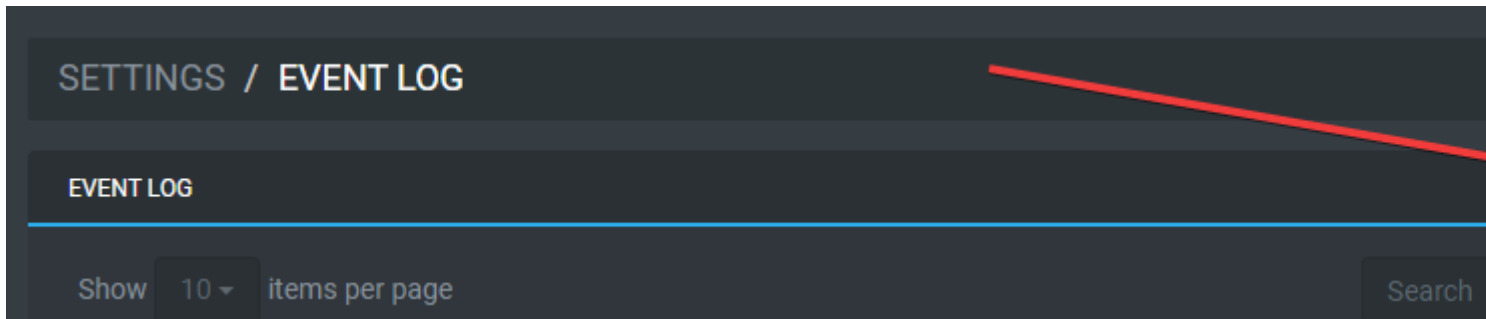 SETTINGS / EVENT LOG
EVENT LOG
Show 10 items per page
Search